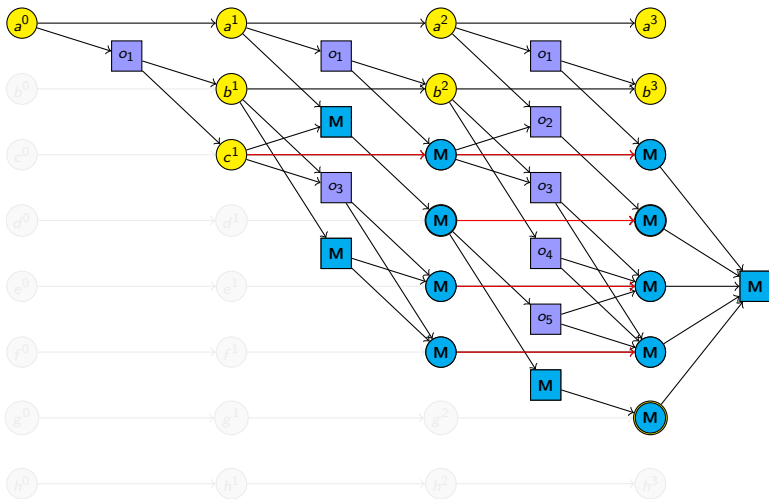 a⁰ a¹ a² a³
o₁ o₁ o₁
b⁰ b¹ b² b³
M o₂
c⁰ c¹ M M
o₃ o₃
d⁰ d¹ M M
M o₄
e⁰ e¹ M M M
o₅
f⁰ f¹ M M
M
g⁰ g¹ g² M
h⁰ h¹ h² h³